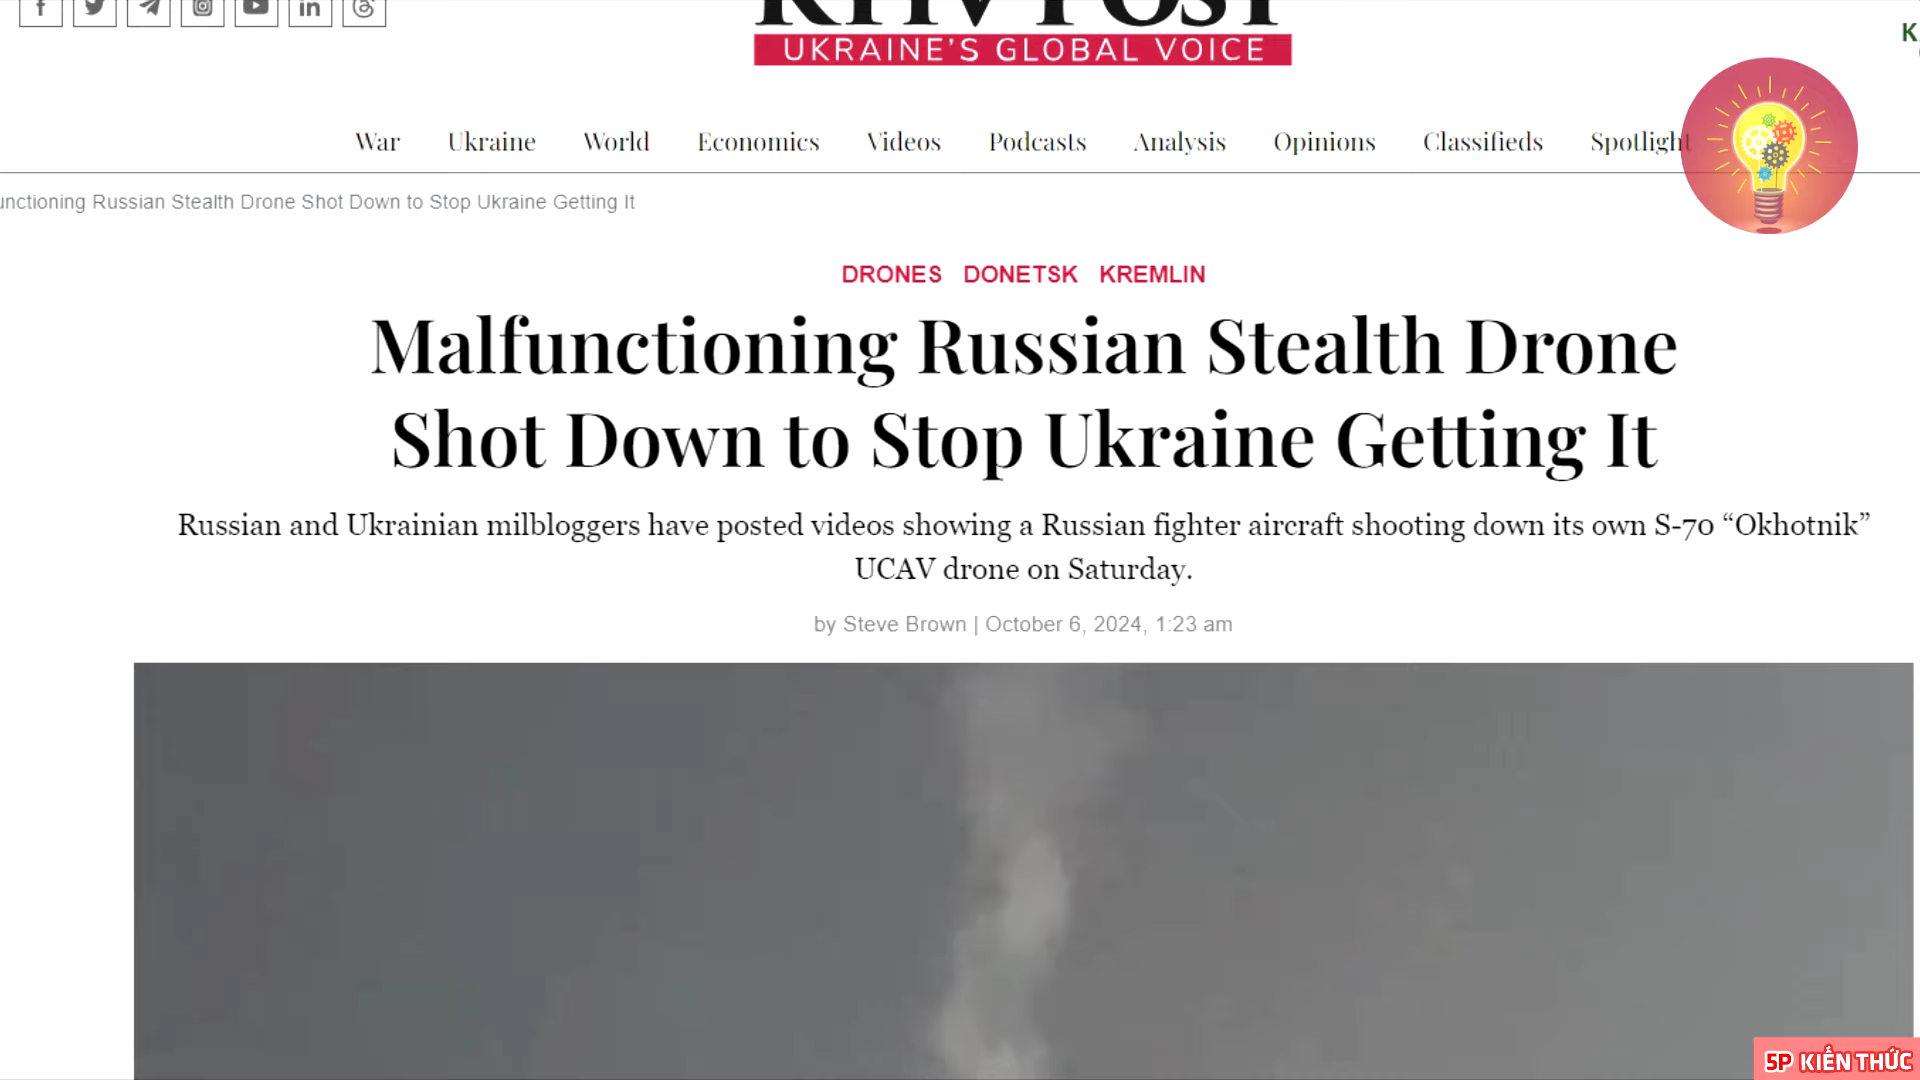 KYIV POST
UKRAINE'S GLOBAL VOICE
K
War Ukraine World Economics Videos Podcasts Analysis Opinions Classifieds Spotlight
unctioning Russian Stealth Drone Shot Down to Stop Ukraine Getting It
DRONES DONETSK KREMLIN
Malfunctioning Russian Stealth Drone
Shot Down to Stop Ukraine Getting It
Russian and Ukrainian milbloggers have posted videos showing a Russian fighter aircraft shooting down its own S-70 “Okhotnik”
UCAV drone on Saturday.
by Steve Brown | October 6, 2024, 1:23 am
5P KIẾN THỨC